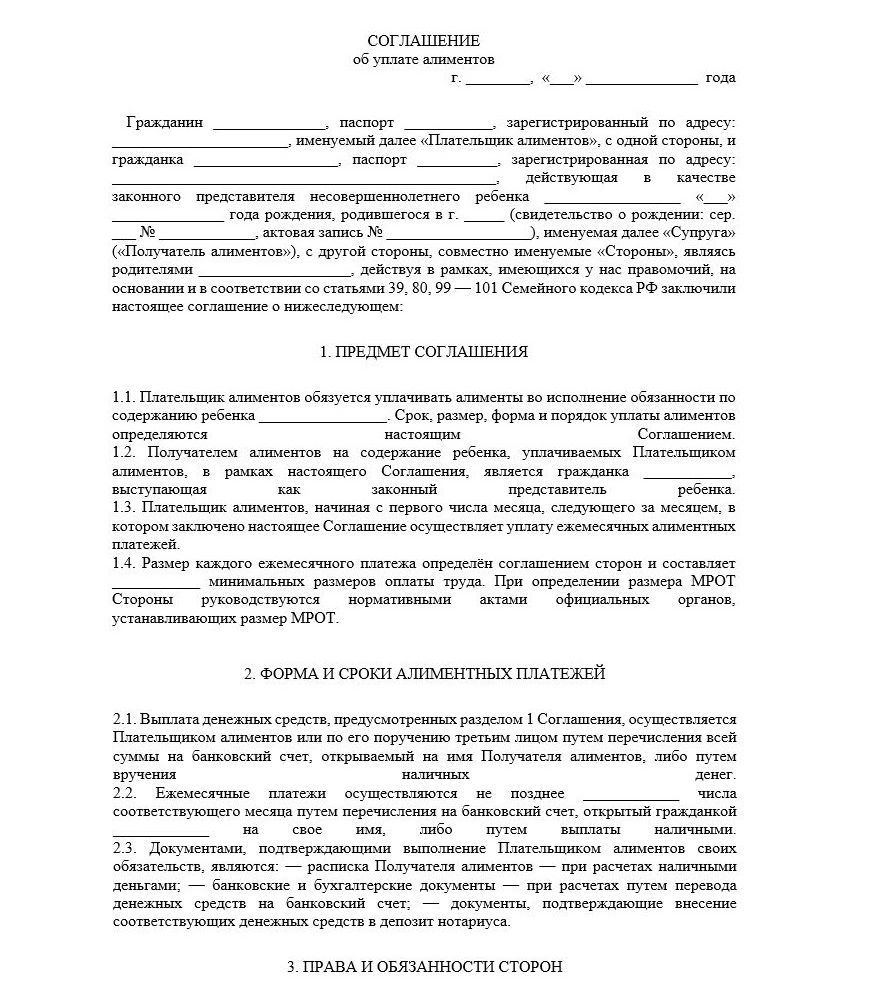 СОГЛАШЕНИЕ
об уплате алиментов
г. ________, «___» ______________ года
Гражданин ______________, паспорт ___________, зарегистрированный по адресу:
______________________, именуемый далее «Плательщик алиментов», с одной стороны, и
гражданка __________________, паспорт __________, зарегистрированная по адресу:
________________________________________________, действующая в качестве
законного представителя несовершеннолетнего ребенка _________________ «___»
______________ года рождения, родившегося в г. _____ (свидетельство о рождении: сер.
___ № ____________, актовая запись № __________________), именуемая далее «Супруга»
(«Получатель алиментов»), с другой стороны, совместно именуемые «Стороны», являясь
родителями ___________________, действуя в рамках, имеющихся у нас правомочий, на
основании и в соответствии со статьями 39, 80, 99 — 101 Семейного кодекса РФ заключили
настоящее соглашение о нижеследующем:
1. ПРЕДМЕТ СОГЛАШЕНИЯ
1.1. Плательщик алиментов обязуется уплачивать алименты во исполнение обязанности по
содержанию ребенка ________________. Срок, размер, форма и порядок уплаты алиментов
определяются настоящим Соглашением.
1.2. Получателем алиментов на содержание ребенка, уплачиваемых Плательщиком
алиментов, в рамках настоящего Соглашения, является гражданка ___________,
выступающая как законный представитель ребенка.
1.3. Плательщик алиментов, начиная с первого числа месяца, следующего за месяцем, в
котором заключено настоящее Соглашение осуществляет уплату ежемесячных алиментных
платежей.
1.4. Размер каждого ежемесячного платежа определён соглашением сторон и составляет
___________ минимальных размеров оплаты труда. При определении размера МРОТ
Стороны руководствуются нормативными актами официальных органов,
устанавливающих размер МРОТ.
2. ФОРМА И СРОКИ АЛИМЕНТНЫХ ПЛАТЕЖЕЙ
2.1. Выплата денежных средств, предусмотренных разделом 1 Соглашения, осуществляется
Плательщиком алиментов или по его поручению третьим лицом путем перечисления всей
суммы на банковский счет, открываемый на имя Получателя алиментов, либо путем
вручения наличных денег.
2.2. Ежемесячные платежи осуществляются не позднее ____________ числа
соответствующего месяца путем перечисления на банковский счет, открытый гражданкой
____________ на свое имя, либо путем выплаты наличными.
2.3. Документами, подтверждающими выполнение Плательщиком алиментов своих
обязательств, являются: — расписка Получателя алиментов — при расчетах наличными
деньгами; — банковские и бухгалтерские документы — при расчетах путем перевода
денежных средств на банковский счет; — документы, подтверждающие внесение
соответствующих денежных средств в депозит нотариуса.
3. ПРАВА И ОБЯЗАННОСТИ СТОРОН